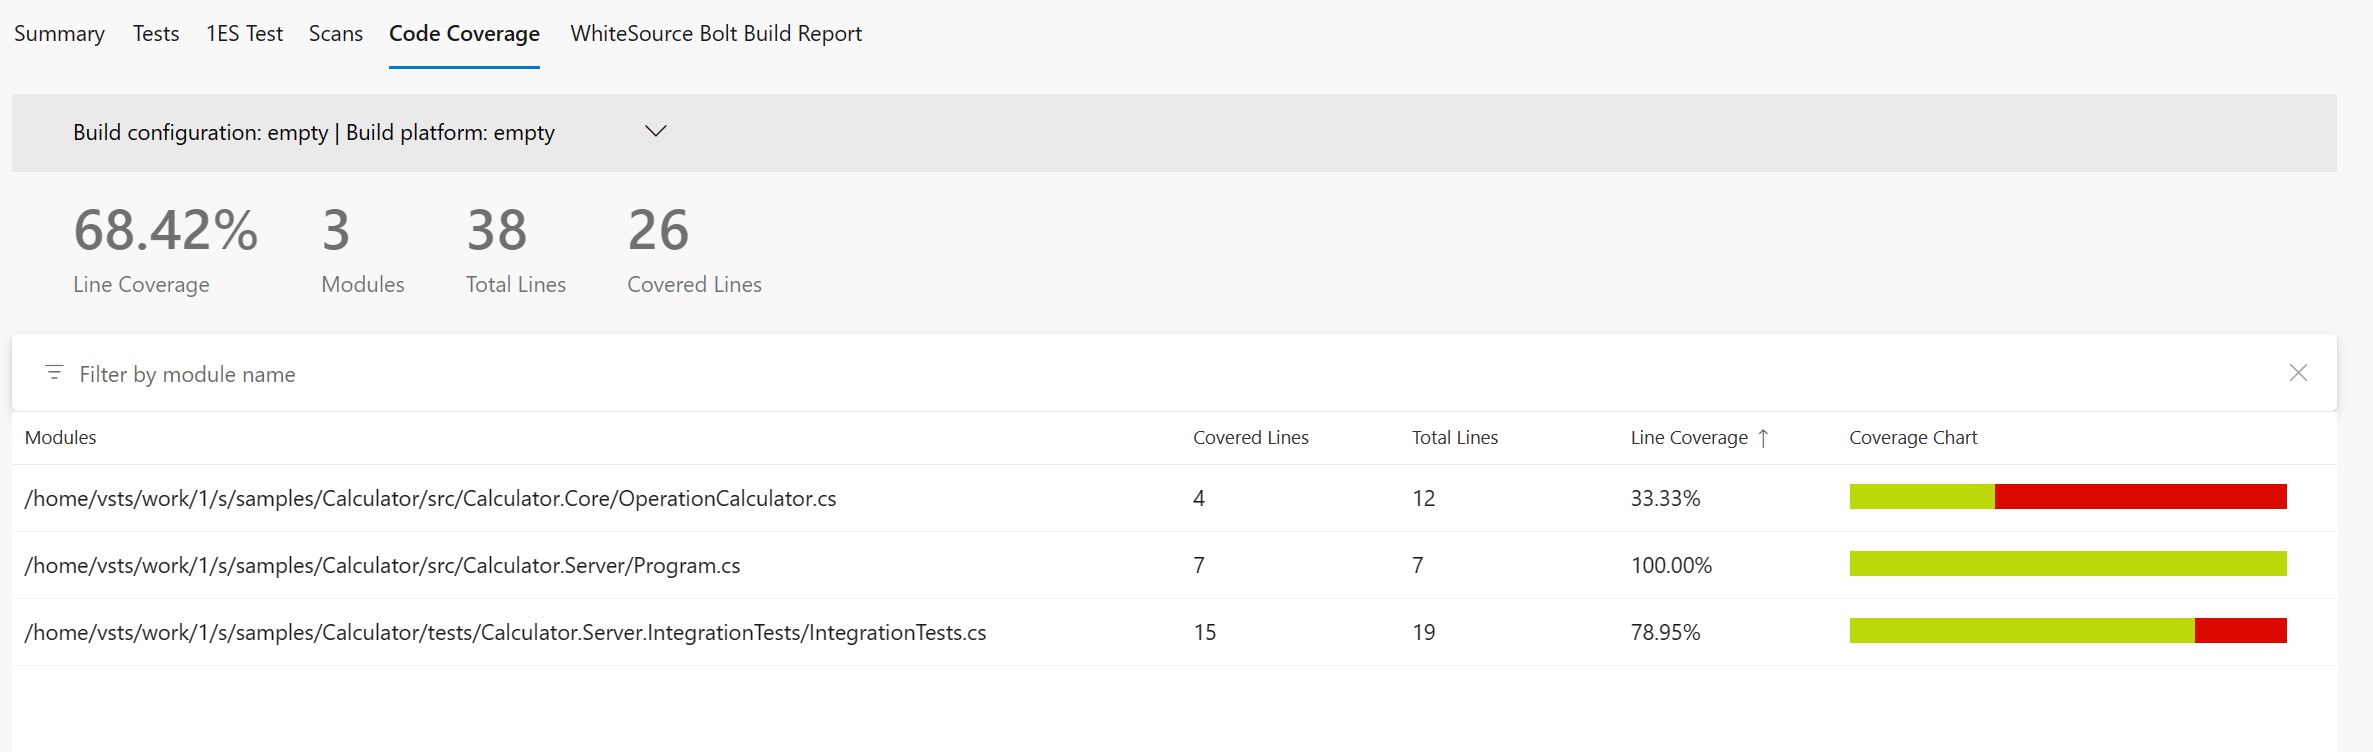 Summary Tests 1ES Test Scans Code Coverage WhiteSource Bolt Build Report
Build configuration: empty | Build platform: empty
68.42% 3 38 26
Line Coverage Modules Total Lines Covered Lines
Filter by module name
Modules Covered Lines Total Lines Line Coverage ↑ Coverage Chart
/home/vsts/work/1/s/samples/Calculator/src/Calculator.Core/OperationCalculator.cs 4 12 33.33%
/home/vsts/work/1/s/samples/Calculator/src/Calculator.Server/Program.cs 7 7 100.00%
/home/vsts/work/1/s/samples/Calculator/tests/Calculator.Server.IntegrationTests/IntegrationTests.cs 15 19 78.95%